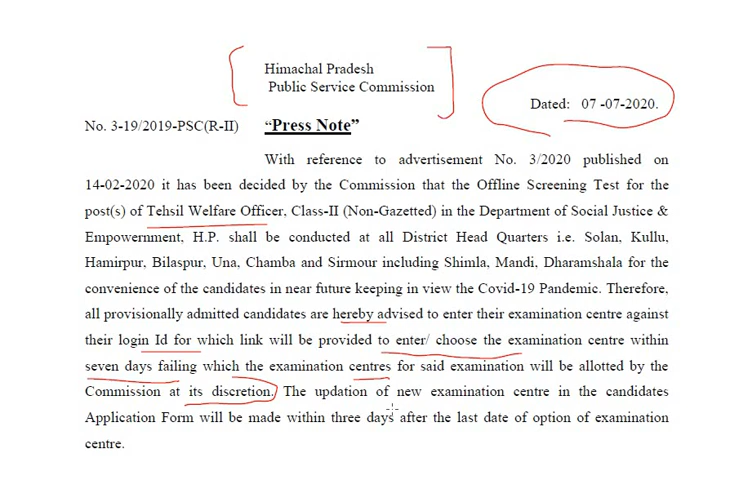 Himachal Pradesh
Public Service Commission
Dated: 07 -07-2020.
No. 3-19/2019-PSC(R-II) "Press Note"
With reference to advertisement No. 3/2020 published on
14-02-2020 it has been decided by the Commission that the Offline Screening Test for the
post(s) of Tehsil Welfare Officer, Class-II (Non-Gazetted) in the Department of Social Justice &
Empowernment, H.P. shall be conducted at all District Head Quarters i.e. Solan, Kullu,
Hamirpur, Bilaspur, Una, Chamba and Sirmour including Shimla, Mandi, Dharamshala for the
convenience of the candidates in near future keeping in view the Covid-19 Pandemic. Therefore,
all provisionally admitted candidates are hereby advised to enter their examination centre against
their login Id for which link will be provided to enter/ choose the examination centre within
seven days failing which the examination centres for said examination will be allotted by the
Commission at its discretion. The updation of new examination centre in the candidates
Application Form will be made within three days after the last date of option of examination
centre.